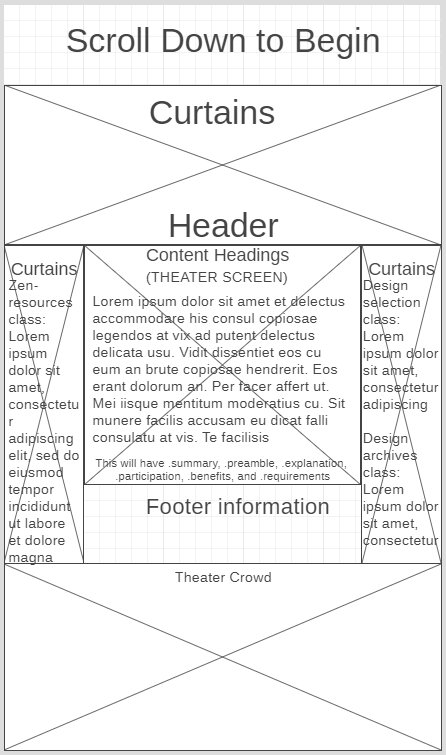 Scroll Down to Begin
Curtains
Header
Curtains
Zen-
resources
class:
Lorem
ipsum
dolor sit
amet,
consectetu
r
adipiscing
elit, sed do
eiusmod
tempor
incididunt
ut labore
et dolore
magna
Content Headings
(THEATER SCREEN)
Lorem ipsum dolor sit amet et delectus
accommodare his consul copiosae
legendos at vix ad putent delectus
delicata usu. Vidit dissentiet eos cu
eum an brute copiosae hendrerit. Eos
erant dolorum an. Per facer affert ut.
Mei iisque mentitum moderatius cu. Sit
munere facilis accusam eu dicat falli
consulatu at vis. Te facilisis
This will have .summary, .preamble, .explanation,
.participation, .benefits, and .requirements
Footer information
Curtains
Design
selection
class:
Lorem
ipsum dolor
sit amet,
consectetur
adipiscing
Design
archives
class:
Lorem
ipsum dolor
sit amet,
consectetur
Theater Crowd